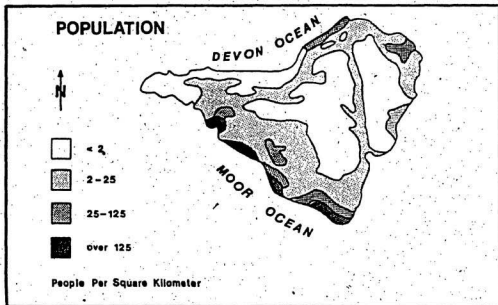 POPULATION
DEVON OCEAN
N
< 2
2-25
25-125
over 125
MOOR OCEAN
People Per Square Kilometer